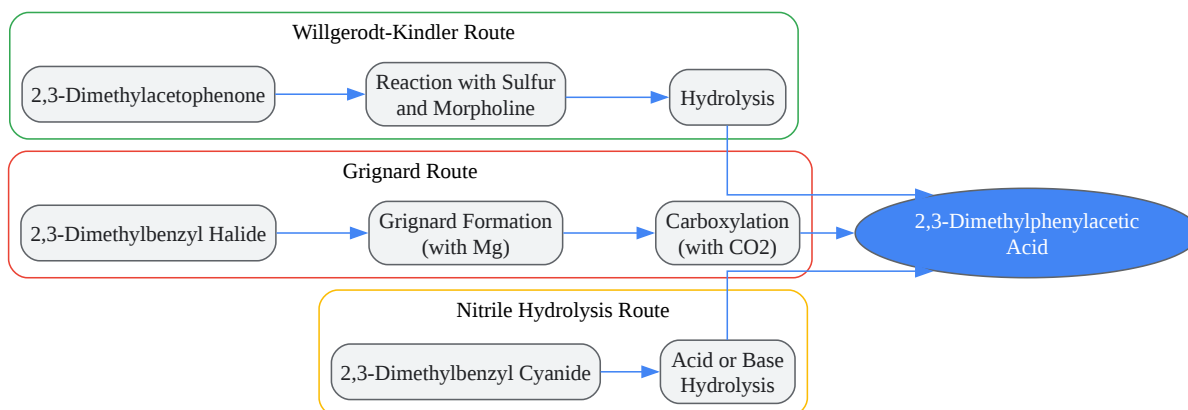 Willgerodt-Kindler Route
2,3-Dimethylacetophenone
Reaction with Sulfur
and Morpholine
Hydrolysis
Grignard Route
2,3-Dimethylbenzyl Halide
Grignard Formation
(with Mg)
Carboxylation
(with CO2)
2,3-Dimethylphenylacetic
Acid
Nitrile Hydrolysis Route
2,3-Dimethylbenzyl Cyanide
Acid or Base
Hydrolysis